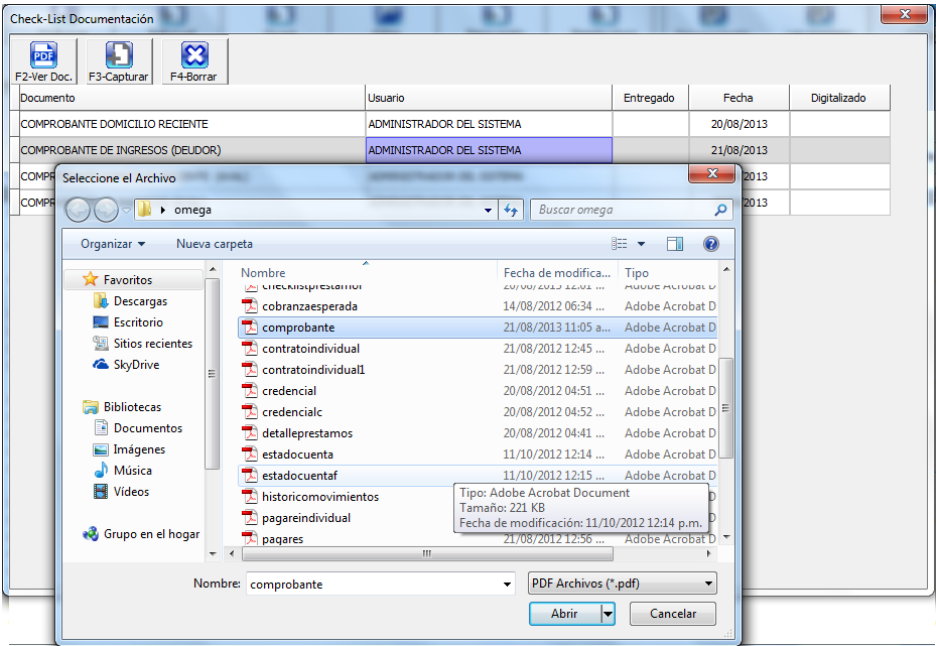 Check-List Documentación
F2-Ver Doc. F3-Capturar F4-Borrar
Documento Usuario Entregado Fecha Digitalizado
COMPROBANTE DOMICILIO RECIENTE ADMINISTRADOR DEL SISTEMA 20/08/2013
COMPROBANTE DE INGRESOS (DEUDOR) ADMINISTRADOR DEL SISTEMA 21/08/2013
COMPR
2013
COMPR
2013
Seleccione el Archivo
omega Buscar omega
Organizar Nueva carpeta
Favoritos
Descargas
Escritorio
Sitios recientes
SkyDrive
Bibliotecas
Documentos
Imágenes
Música
Vídeos
Grupo en el hogar
Nombre Fecha de modifica... Tipo
checklistprestamor 20/08/2013 12:01 ... Adobe Acrobat D
cobranzaesperada 14/08/2012 06:34 ... Adobe Acrobat D
comprobante 21/08/2013 11:05 a... Adobe Acrobat D
contratoindividual 21/08/2012 12:45 ... Adobe Acrobat D
contratoindividual1 21/08/2012 12:59 ... Adobe Acrobat D
credencial 20/08/2012 04:51 ... Adobe Acrobat D
credencialc 20/08/2012 04:52 ... Adobe Acrobat D
detalleprestamos 20/08/2012 04:41 ... Adobe Acrobat D
estadocuenta 11/10/2012 12:14 ... Adobe Acrobat D
estadocuentaf 11/10/2012 12:15 ... Adobe Acrobat D
historicomovimientos
pagareindividual
pagares 21/08/2012 12:56 ... Adobe Acrobat D
Tipo: Adobe Acrobat Document
Tamaño: 221 KB
Fecha de modificación: 11/10/2012 12:14 p.m.
Nombre: comprobante PDF Archivos (*.pdf)
Abrir Cancelar